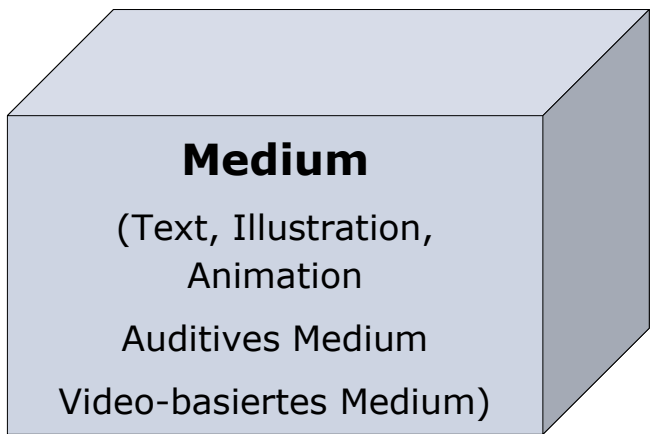 Medium
(Text, Illustration,
Animation
Auditives Medium
Video-basiertes Medium)